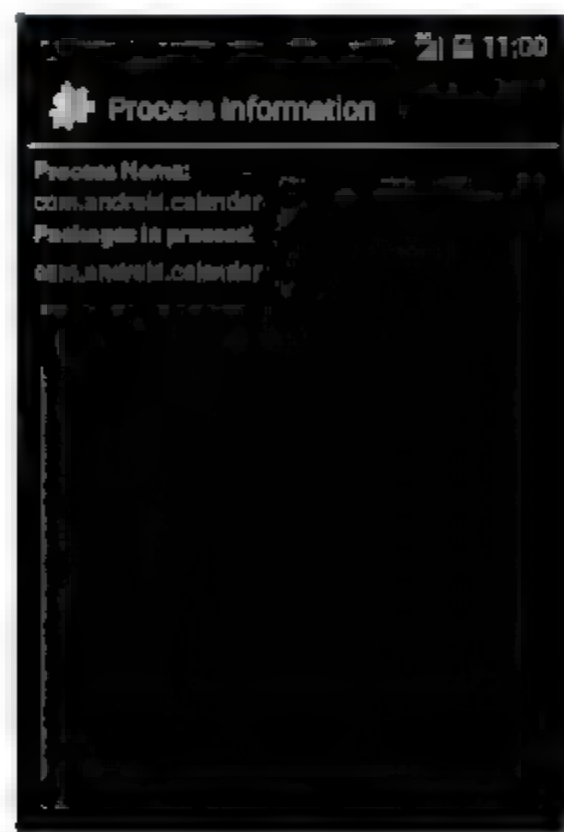 11:00
Process Information
Process Name:
com.android.calendar
Packages in process:
com.android.calendar